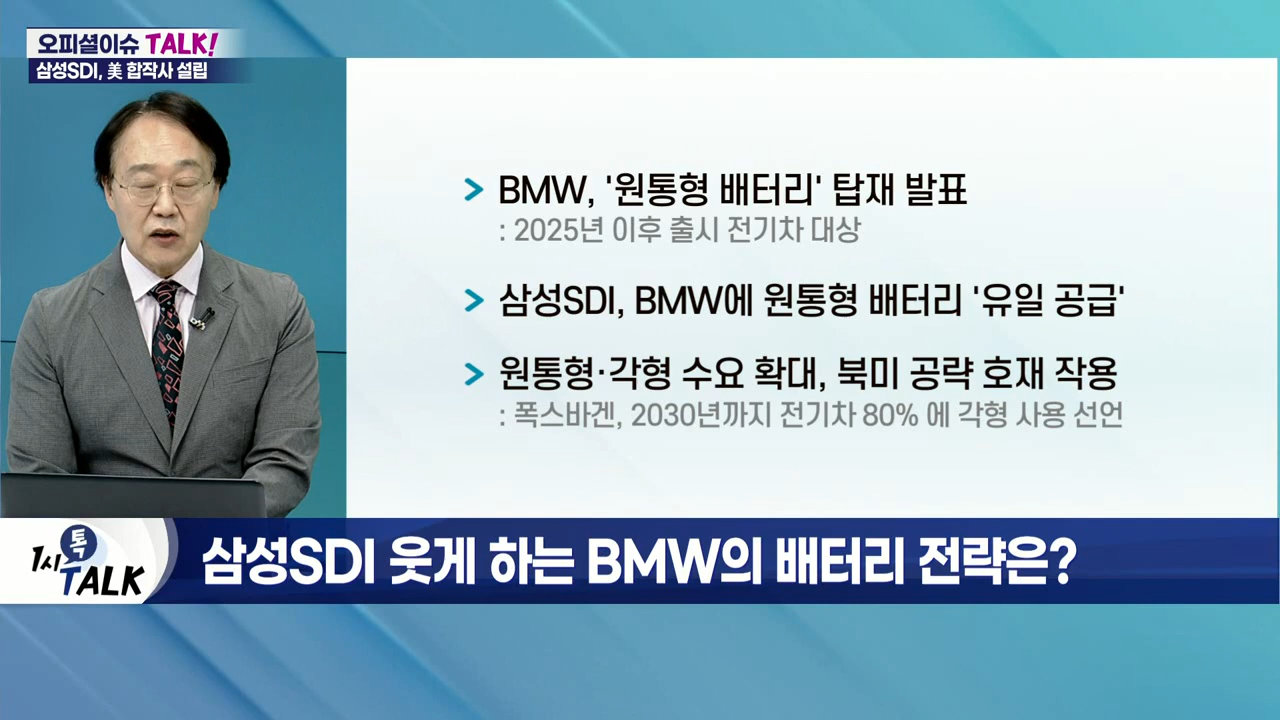 오피셜이슈 TALK!
삼성SDI, 美 합작사 설립
> BMW, '원통형 배터리' 탑재 발표
: 2025년 이후 출시 전기차 대상
> 삼성SDI, BMW에 원통형 배터리 '유일 공급'
> 원통형·각형 수요 확대, 북미 공략 호재 작용
: 폭스바겐, 2030년까지 전기차 80% 에 각형 사용 선언
1시 톡 TALK
삼성SDI 웃게 하는 BMW의 배터리 전략은?